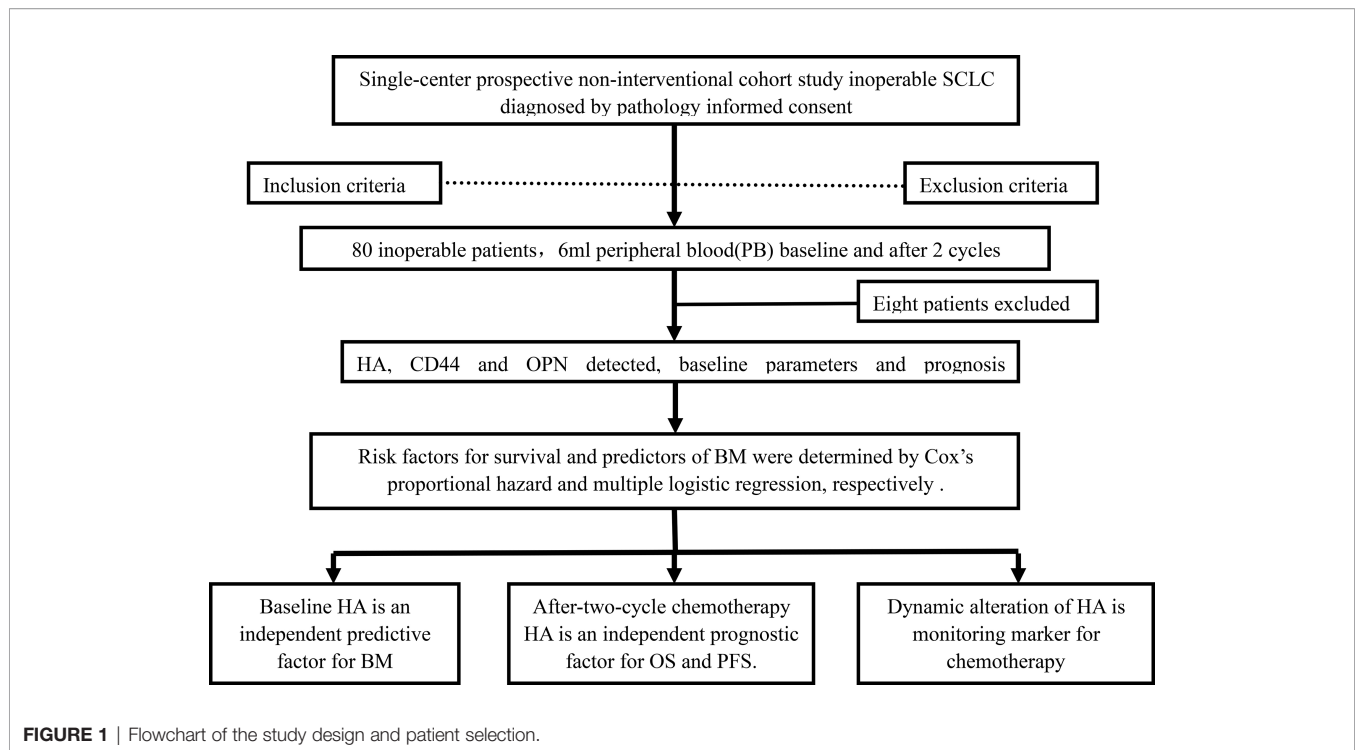 Single-center prospective non-interventional cohort study inoperable SCLC
diagnosed by pathology informed consent
Inclusion criteria
Exclusion criteria
80 inoperable patients，6ml peripheral blood(PB) baseline and after 2 cycles
Eight patients excluded
HA, CD44 and OPN detected, baseline parameters and prognosis
Risk factors for survival and predictors of BM were determined by Cox’s
proportional hazard and multiple logistic regression, respectively .
Baseline HA is an
independent predictive
factor for BM
After-two-cycle chemotherapy
HA is an independent prognostic
factor for OS and PFS.
Dynamic alteration of HA is
monitoring marker for
chemotherapy
FIGURE 1 | Flowchart of the study design and patient selection.